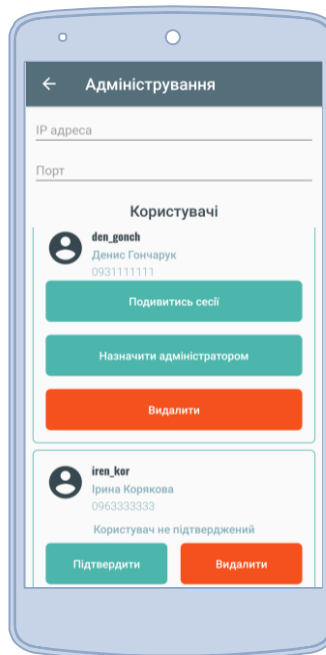 Адміністрування
IP адреса
Порт
Користувачі
den_gonch
Денис Гончарук
0931111111
Подивитись сесії
Назначити адміністратором
Видалити
iren_kor
Ірина Корякова
0963333333
Користувач не підтверджений
Підтвердити Видалити